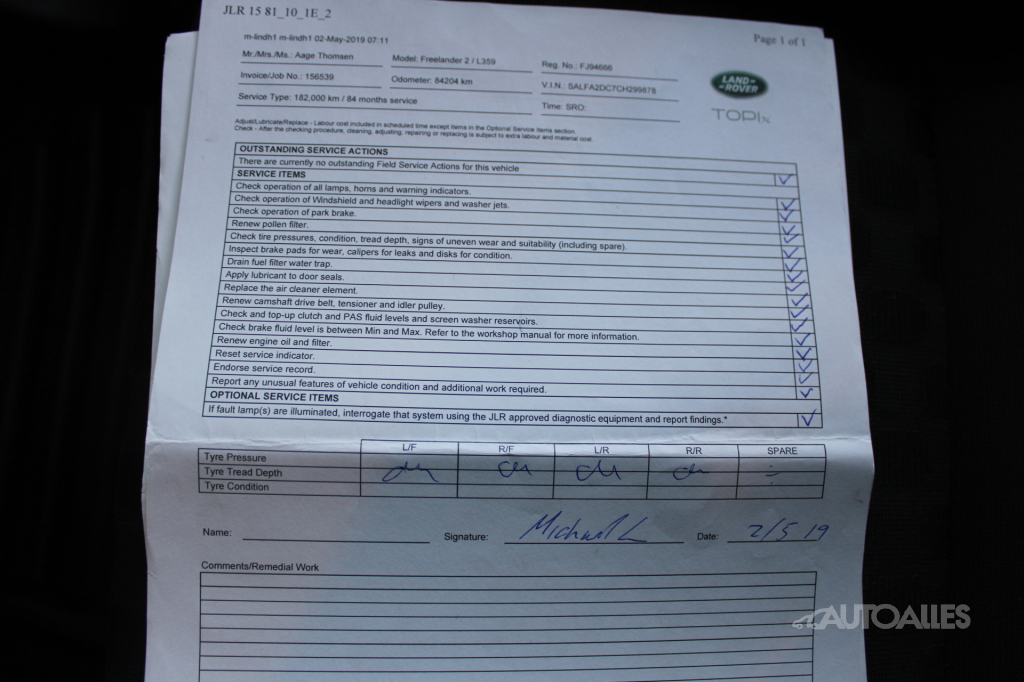 JLR 15 81_10_1E_2
Page 1 of 1
m-lindh1 m-lindh1 02-May-2019 07:11
Mr./Mrs./Ms.: Aage Thomsen Model: Freelander 2 / L359 Reg. No.: FJ94666
Invoice/Job No.: 156539 Odometer: 84204 km V.I.N.: SALFA2DC7CH299878
Service Type: 182,000 km / 84 months service Time: SRO:
LAND-ROVER
TOPIx
Adjust/Lubricate/Replace - Labour cost included in scheduled time except items in the Optional Service Items section.
Check - After the checking procedure, cleaning, adjusting, repairing or replacing is subject to extra labour and material cost.
OUTSTANDING SERVICE ACTIONS
There are currently no outstanding Field Service Actions for this vehicle
SERVICE ITEMS
Check operation of all lamps, horns and warning indicators.
Check operation of Windshield and headlight wipers and washer jets.
Check operation of park brake.
Renew pollen filter.
Check tire pressures, condition, tread depth, signs of uneven wear and suitability (including spare).
Inspect brake pads for wear, calipers for leaks and disks for condition.
Drain fuel filter water trap.
Apply lubricant to door seals.
Replace the air cleaner element.
Renew camshaft drive belt, tensioner and idler pulley.
Check and top-up clutch and PAS fluid levels and screen washer reservoirs.
Check brake fluid level is between Min and Max. Refer to the workshop manual for more information.
Renew engine oil and filter.
Reset service indicator.
Endorse service record.
Report any unusual features of vehicle condition and additional work required.
OPTIONAL SERVICE ITEMS
If fault lamp(s) are illuminated, interrogate that system using the JLR approved diagnostic equipment and report findings.*
L/F R/F L/R R/R SPARE
Tyre Pressure
Tyre Tread Depth
Tyre Condition
Name: Signature: Michael L Date: 2/5 19
Comments/Remedial Work
AUTOALLES